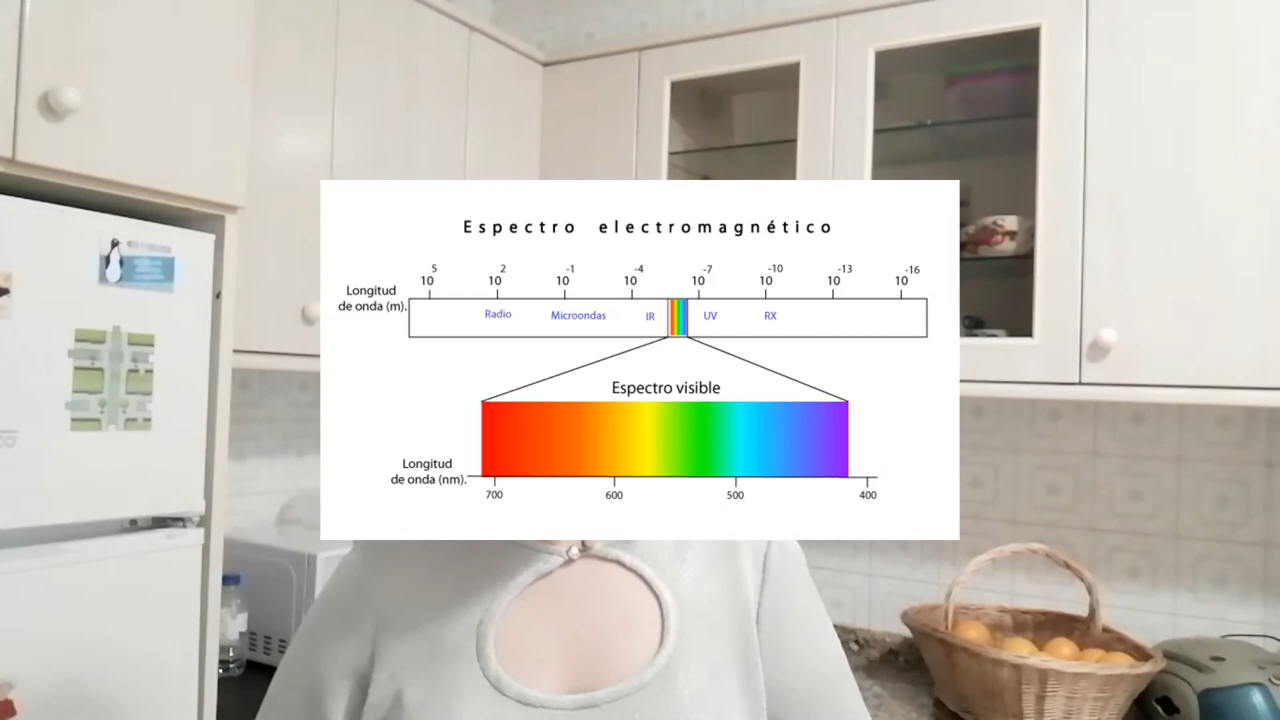 Espectro electromagnético
10^5 10^2 10^-1 10^-4 10^-7 10^-10 10^-13 10^-16
Longitud
de onda (m).
Radio Microondas IR UV RX
Espectro visible
Longitud
de onda (nm).
700 600 500 400